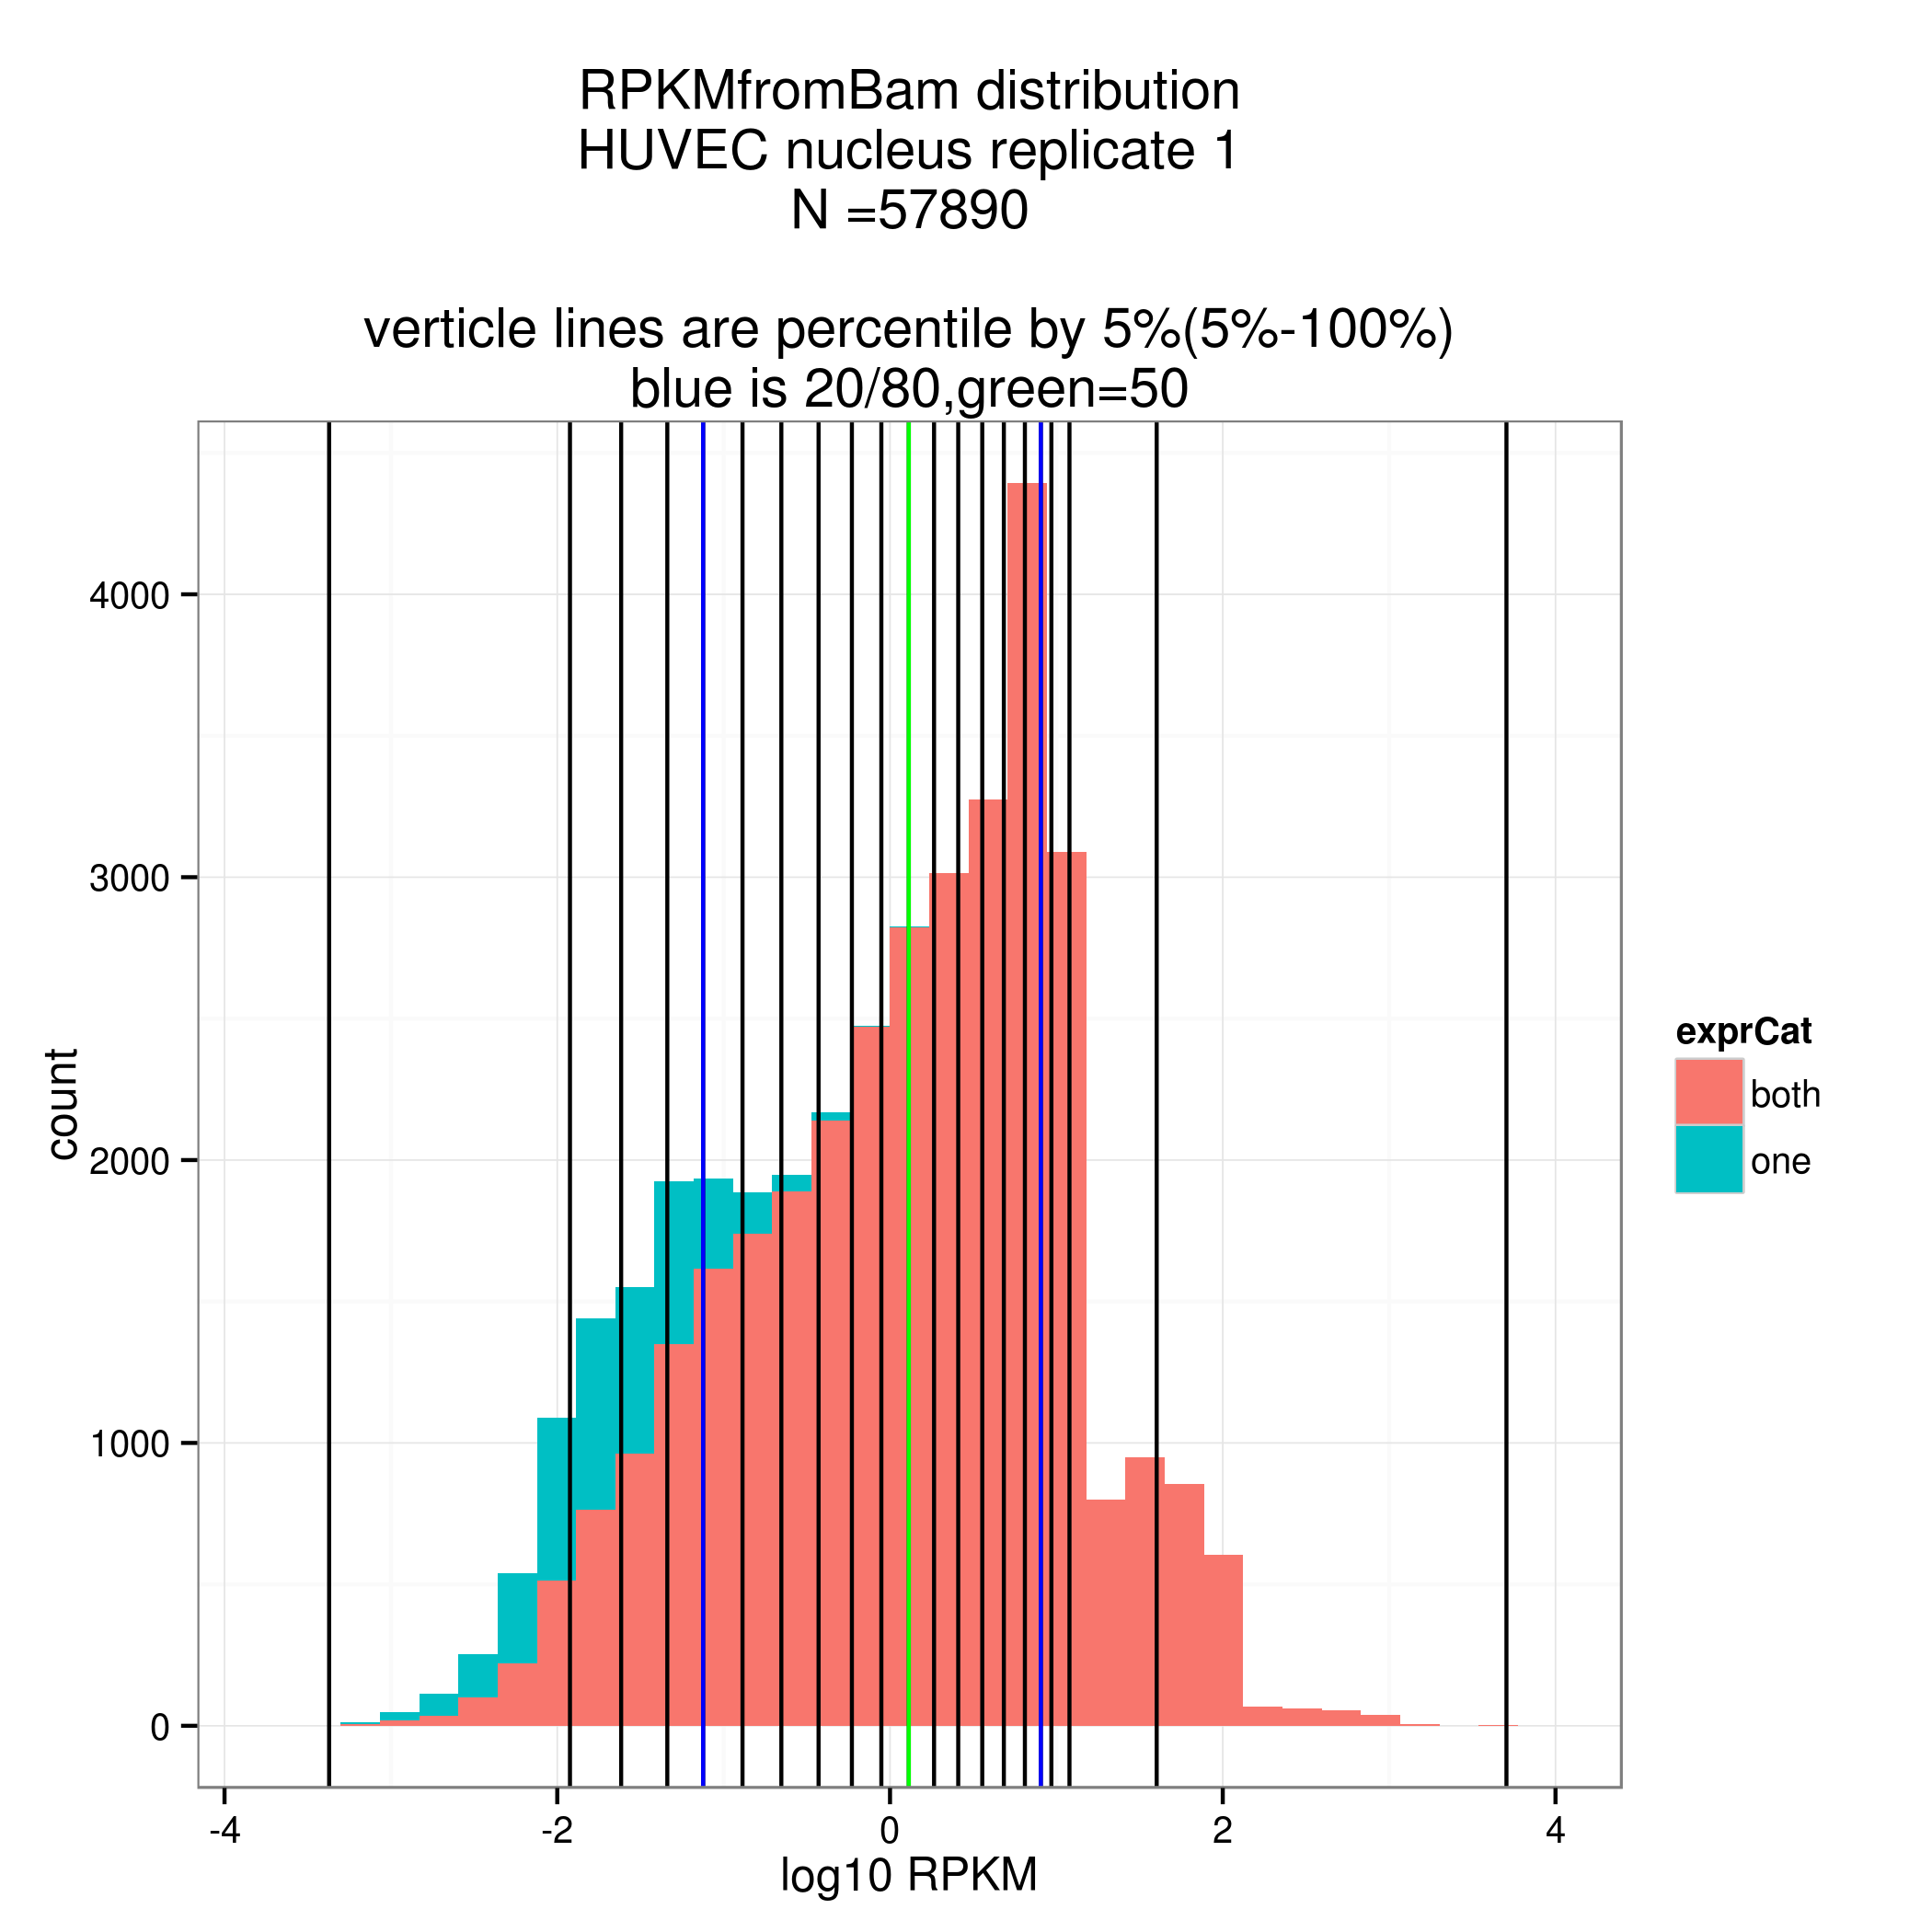 RPKMfromBam distribution
HUVEC nucleus replicate 1
N =57890
verticle lines are percentile by 5%(5%-100%)
blue is 20/80,green=50
4000
3000
2000
1000
0
count
-4
-2
0
2
4
log10 RPKM
exprCat
both
one